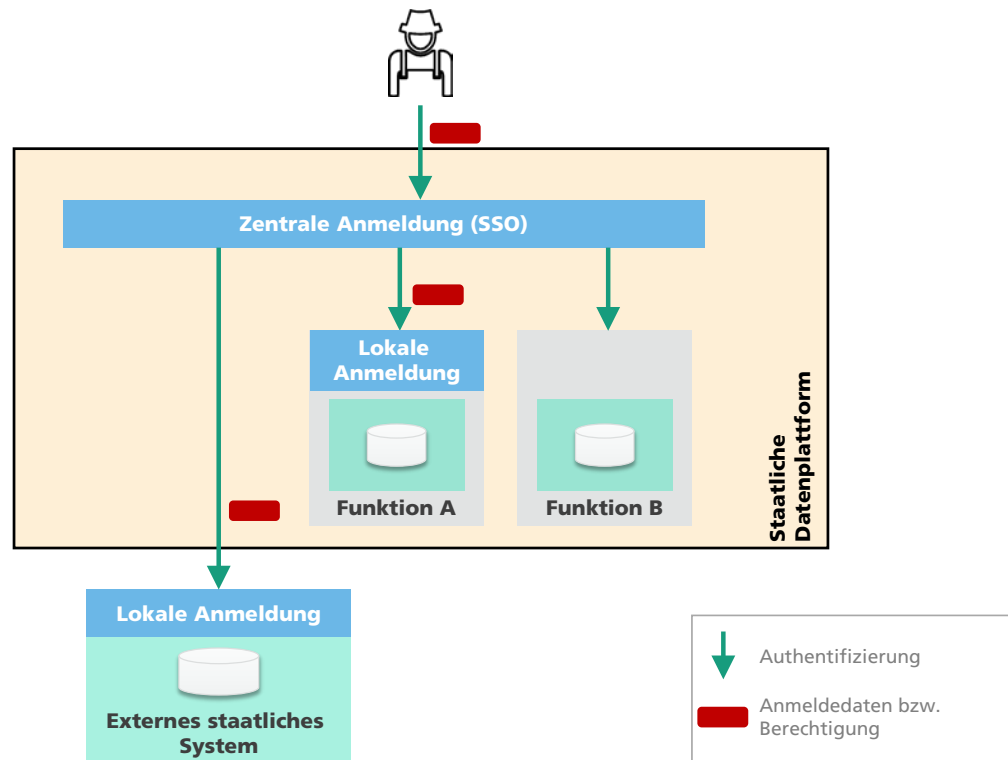 Zentrale Anmeldung (SSO)
Lokale
Anmeldung
Funktion A
Funktion B
Staatliche
Datenplattform
Lokale Anmeldung
Externes staatliches
System
Authentifizierung
Anmeldedaten bzw.
Berechtigung